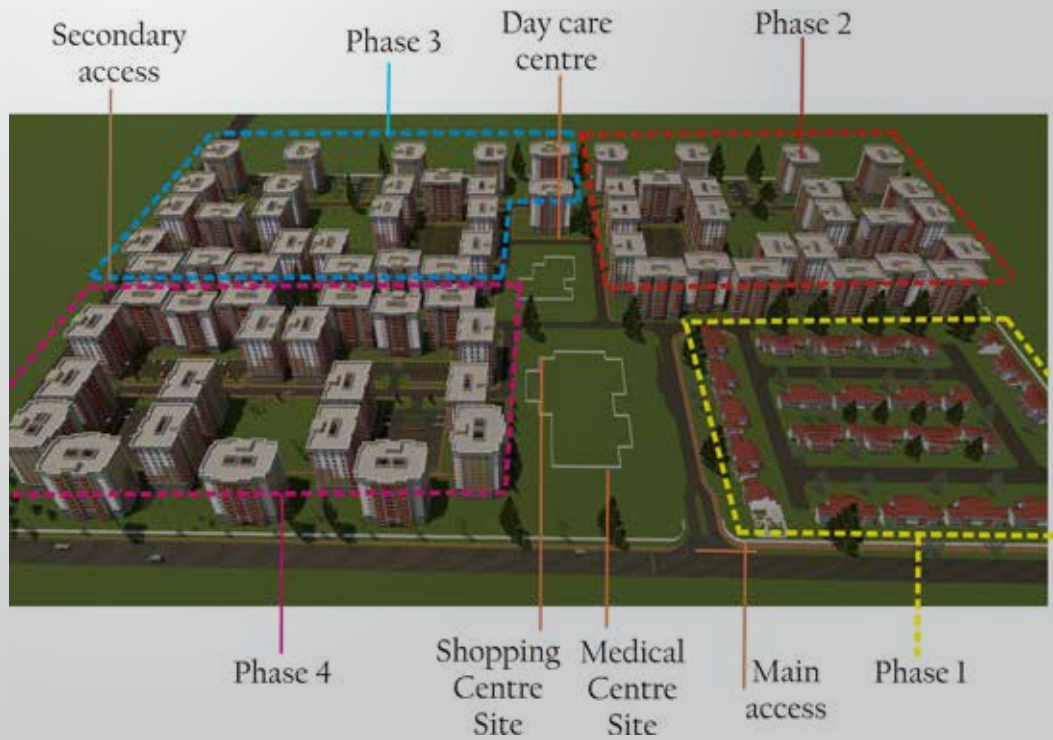 Secondary
access
Phase 3
Day care
centre
Phase 2
Phase 4
Shopping
Centre
Site
Medical
Centre
Site
Main
access
Phase 1